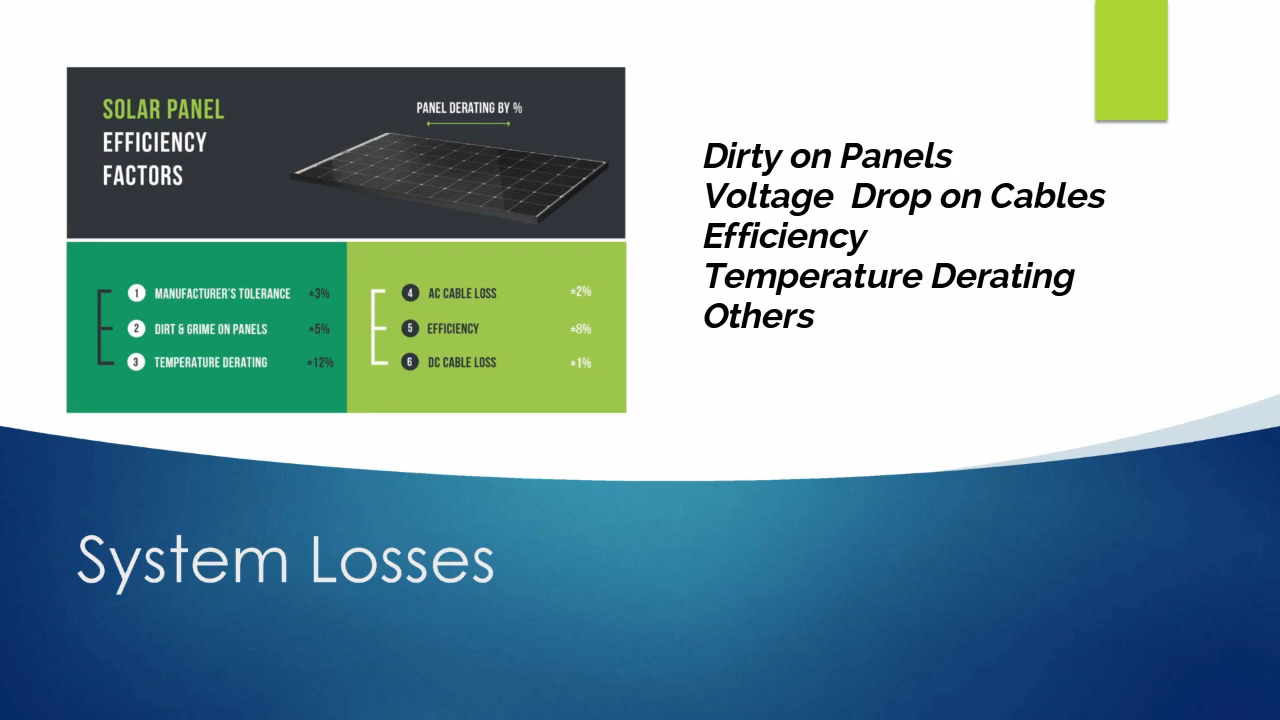 SOLAR PANEL
EFFICIENCY
FACTORS
PANEL DERATING BY %
1 MANUFACTURER'S TOLERANCE ±3%
2 DIRT & GRIME ON PANELS ±5%
3 TEMPERATURE DERATING ±12%
4 AC CABLE LOSS ±2%
5 EFFICIENCY ±8%
6 DC CABLE LOSS ±1%
Dirty on Panels
Voltage Drop on Cables
Efficiency
Temperature Derating
Others
System Losses